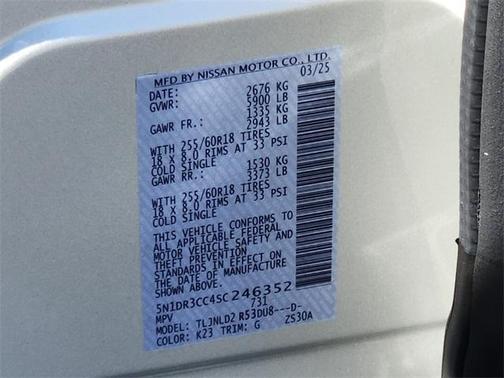 MFD BY NISSAN MOTOR CO., LTD.
DATE: 03/25
GVWR: 2676 KG
5900 LB
GAWR FR.: 1335 KG
2943 LB
WITH 255/60R18 TIRES
18 X 8.0 RIMS AT 33 PSI
COLD SINGLE
GAWR RR.: 1530 KG
3373 LB
WITH 255/60R18 TIRES
18 X 8.0 RIMS AT 33 PSI
COLD SINGLE
THIS VEHICLE CONFORMS TO
ALL APPLICABLE FEDERAL
MOTOR VEHICLE SAFETY AND
THEFT PREVENTION
STANDARDS IN EFFECT ON
THE DATE OF MANUFACTURE
SHOWN ABOVE.
5N1DR3CC4SC246352
MPV 731
MODEL: TLJNLD2 R53DU8---D-
COLOR: K23 TRIM: G ZS30A